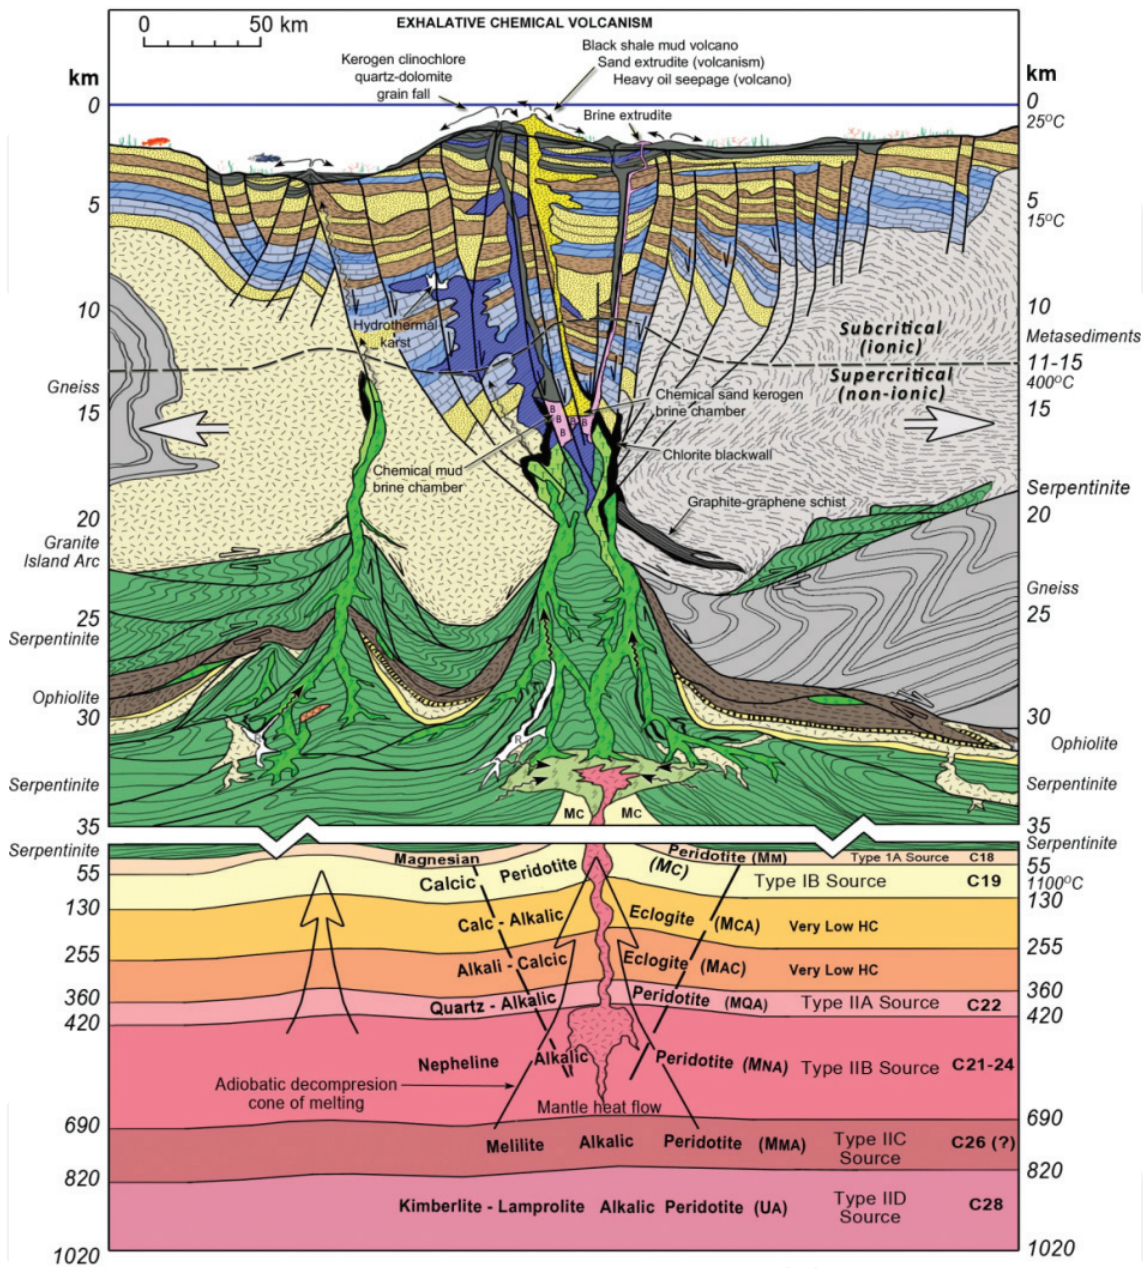 EXHALATIVE CHEMICAL VOLCANISM
0 50 km
Kerogen clinochlore
quartz-dolomite
grain fall
Black shale mud volcano
Sand extrudite (volcanism)
Heavy oil seepage (volcano)
Brine extrudite
km
0
5
10
Gneiss
15
20
Granite
Island Arc
25
Serpentinite
Ophiolite
30
Serpentinite
35
km
0
25°C
5
15°C
10
Metasediments
11-15
400°C
15
Serpentinite
20
Gneiss
25
30
Ophiolite
Serpentinite
35
Hydrothermal
karst
Subcritical
(ionic)
Supercritical
(non-ionic)
Chemical sand kerogen
brine chamber
B
B
B
B
B
B
Chlorite blackwall
Chemical mud
brine chamber
Graphite-graphene schist
R
R
Mc Mc
Serpentinite
55
130
255
360
420
690
820
1020
Serpentinite
55
1100°C
130
255
360
420
690
820
1020
Magnesian Peridotite (MM) Type 1A Source C18
Calcic Peridotite (MC) Type IB Source C19
Calc - Alkalic Eclogite (MCA) Very Low HC
Alkali - Calcic Eclogite (MAC) Very Low HC
Quartz - Alkalic Peridotite (MQA) Type IIA Source C22
Nepheline Alkalic Peridotite (MNA) Type IIB Source C21-24
Adiobatic decompresion
cone of melting
Mantle heat flow
Melilite Alkalic Peridotite (MMA) Type IIC
Source C26 (?)
Kimberlite - Lamprolite Alkalic Peridotite (UA) Type IID
Source C28